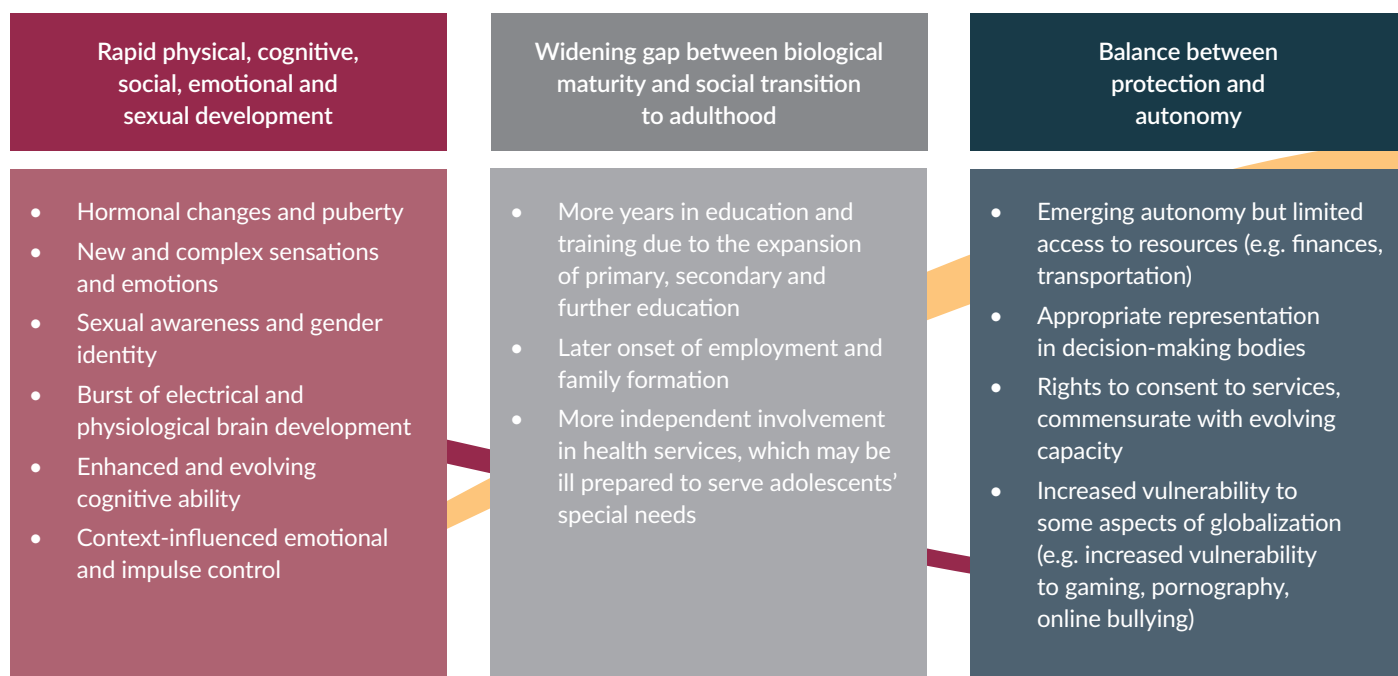 Rapid physical, cognitive,
social, emotional and
sexual development
• Hormonal changes and puberty
• New and complex sensations
and emotions
• Sexual awareness and gender
identity
• Burst of electrical and
physiological brain development
• Enhanced and evolving
cognitive ability
• Context-influenced emotional
and impulse control
Widening gap between biological
maturity and social transition
to adulthood
• More years in education and
training due to the expansion
of primary, secondary and
further education
• Later onset of employment and
family formation
• More independent involvement
in health services, which may be
ill prepared to serve adolescents’
special needs
Balance between
protection and
autonomy
• Emerging autonomy but limited
access to resources (e.g. finances,
transportation)
• Appropriate representation
in decision-making bodies
• Rights to consent to services,
commensurate with evolving
capacity
• Increased vulnerability to
some aspects of globalization
(e.g. increased vulnerability
to gaming, pornography,
online bullying)